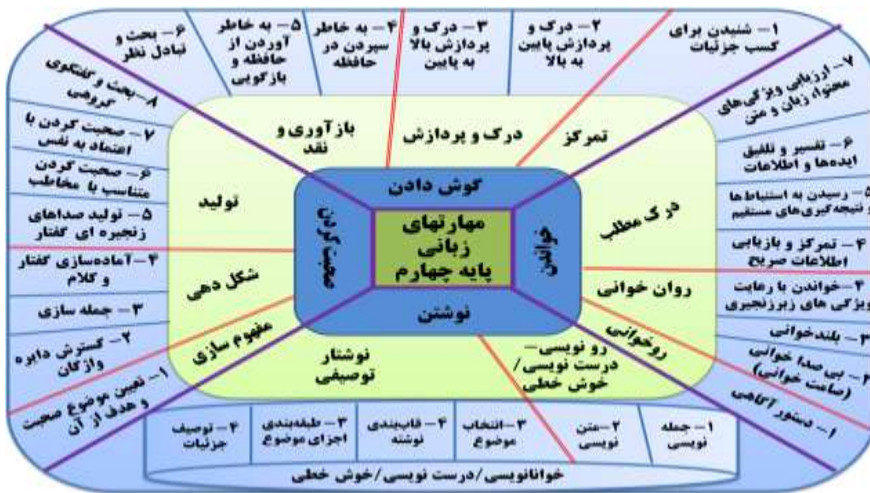 ۱- شنیدن برای
کسب جزئیات
۲- درک و
پردازش پایین
به بالا
۳- درک و
پردازش بالا
به پایین
۴- به خاطر
سپردن در
حافظه
۵- به خاطر
آوردن از
حافظه و
بازگویی
۶- بحث و
تبادل نظر
تمرکز
درک و پردازش
بازآوری و
نقد
گوش دادن
مهارتهای
زبانی
پایه چهارم
خواندن
صحبت کردن
نوشتن
۷- ارزیابی ویژگی‌های
محتوا، زبان و متن
۶- تفسیر و تلفیق
ایده‌ها و اطلاعات
۵- رسیدن به استنباط‌ها
و نتیجه‌گیری‌های مستقیم
۴- تمرکز و بازیابی
اطلاعات صریح
۴- خواندن با رعایت
ویژگی های زبرزنجیری
۳- بلندخوانی
۲- بی‌صدا خوانی
(صامت خوانی)
۱- دستور آگاهی
درک مطلب
روان خوانی
روخوانی
۸- بحث و گفتگوی
گروهی
۷- صحبت کردن با
اعتماد به نفس
۶- صحبت کردن
متناسب با مخاطب
۵- تولید صداهای
زنجیره ای گفتار
۴- آماده‌سازی گفتار
و کلام
۳- جمله سازی
۲- گسترش دایره
واژگان
۱- تعیین موضوع صحبت
و هدف از آن
تولید
شکل دهی
مفهوم سازی
رو نویسی-
درست نویسی/
خوش خطی
نوشتار
توصیفی
۱- جمله
نویسی
۲- متن
نویسی
۳- انتخاب
موضوع
۴- قاب‌بندی
نوشته
۳- طبقه‌بندی
اجزای موضوع
۴- توصیف
جزئیات
خوانانویسی/درست نویسی/خوش خطی